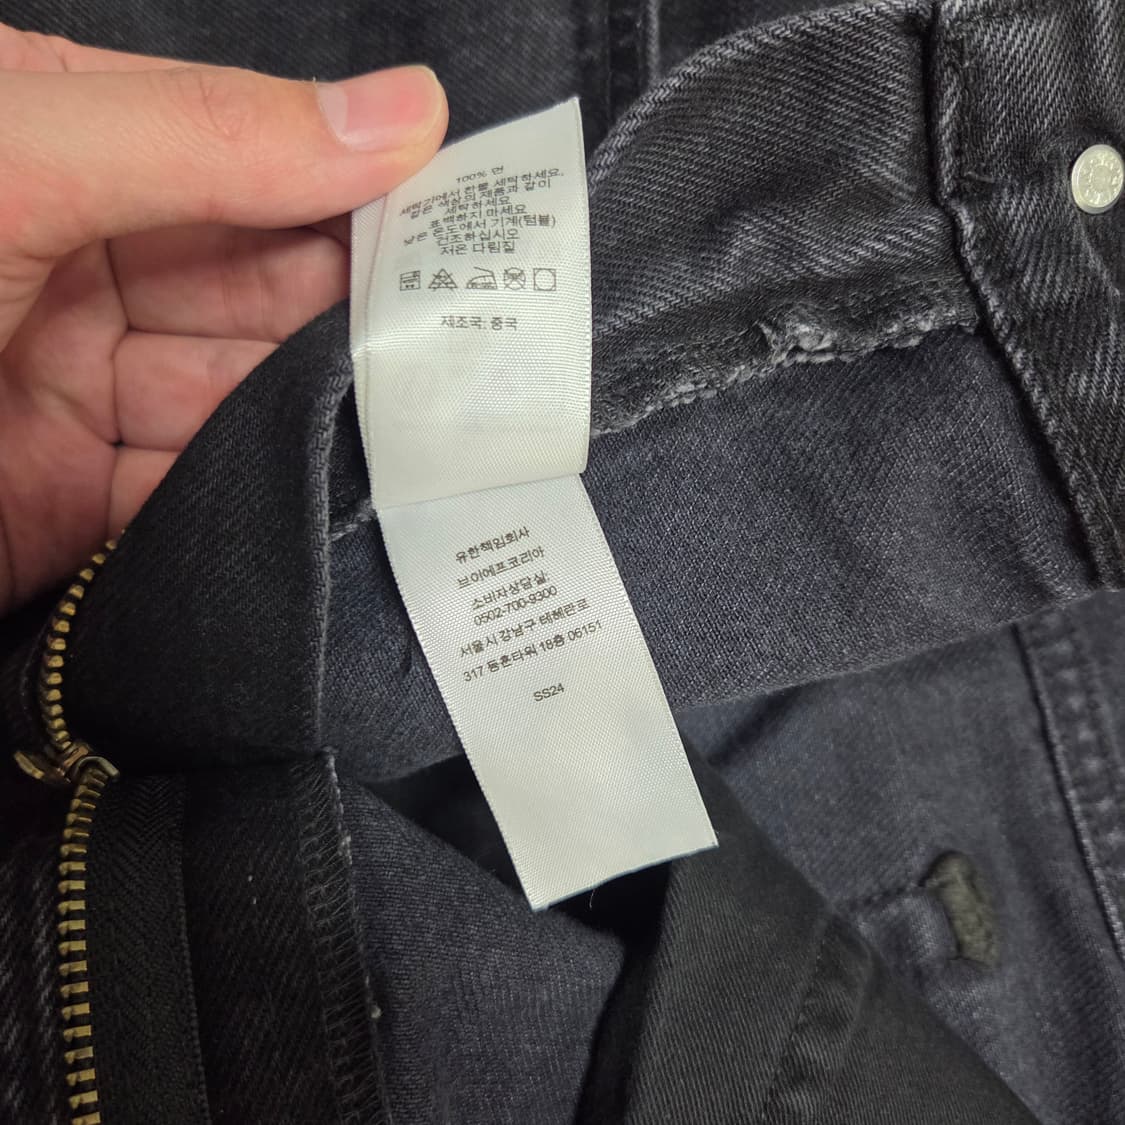 100% 면
세탁기에서 찬물 세탁하세요.
같은 색상의 제품과 같이
세탁하세요
표백하지 마세요
낮은 온도에서 기계(텀블)
건조하십시오
저온 다림질
제조국: 중국
유한책임회사
브이에프코리아
소비자상담실:
0502-700-9300
서울시 강남구 테헤란로
317 동훈타워 18층 06151
SS24